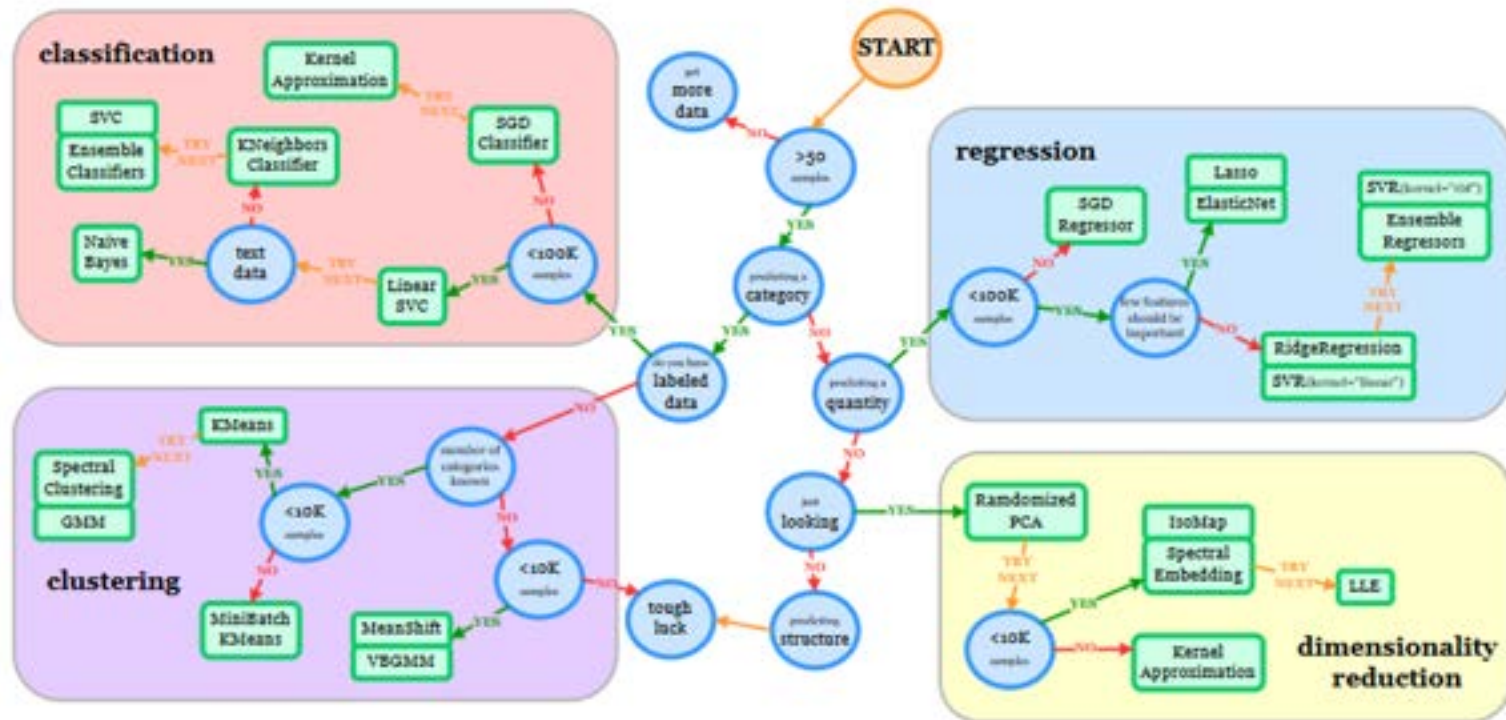 START
get
more
data
NO
>50
samples
YES
predicting a
category
YES
NO
do you have
labeled
data
YES
NO
predicting a
quantity
YES
NO
just
looking
YES
NO
predicting
structure
tough
luck
classification
Kernel
Approximation
TRY
NEXT
SGD
Classifier
NO
<100K
samples
YES
Linear
SVC
TRY
NEXT
text
data
YES
Naive
Bayes
NO
KNeighbors
Classifier
TRY
NEXT
SVC
Ensemble
Classifiers
regression
<100K
samples
NO
SGD
Regressor
YES
few features
should be
important
YES
Lasso
ElasticNet
NO
RidgeRegression
SVR(kernel="linear")
TRY
NEXT
SVR(kernel="rbf")
Ensemble
Regressors
clustering
number of
categories
known
YES
<10K
samples
YES
KMeans
TRY
NEXT
Spectral
Clustering
GMM
NO
MiniBatch
KMeans
NO
<10K
samples
YES
MeanShift
VBGMM
NO
dimensionality
reduction
Ramdomized
PCA
TRY
NEXT
<10K
samples
YES
IsoMap
Spectral
Embedding
TRY
NEXT
LLE
NO
Kernel
Approximation